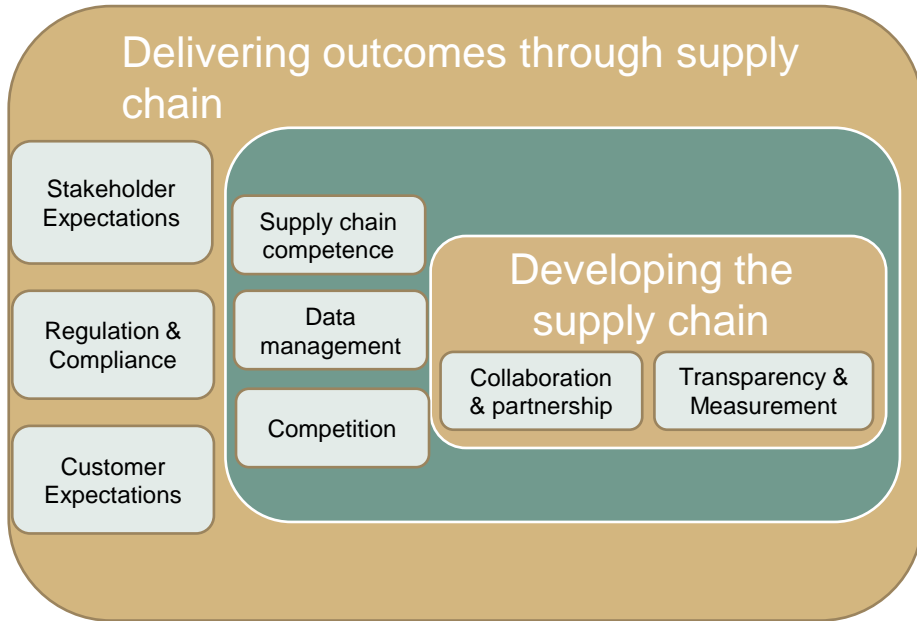 Delivering outcomes through supply
chain
Stakeholder
Expectations
Regulation &
Compliance
Customer
Expectations
Supply chain
competence
Data
management
Competition
Developing the
supply chain
Collaboration
& partnership
Transparency &
Measurement